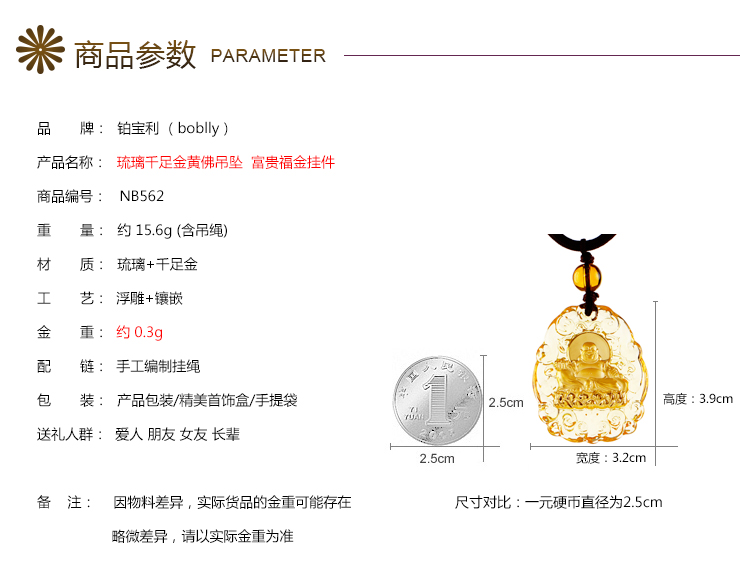 商品参数 PARAMETER
品 牌： 铂宝利 ( boblly )
产品名称： 琉璃千足金黄佛吊坠 富贵福金挂件
商品编号： NB562
重 量： 约 15.6g (含吊绳)
材 质： 琉璃+千足金
工 艺： 浮雕+镶嵌
金 重： 约 0.3g
配 链： 手工编制挂绳
包 装： 产品包装/精美首饰盒/手提袋
送礼人群： 爱人 朋友 女友 长辈
1
YI
YUAN
2.5cm
2.5cm
高度：3.9cm
宽度：3.2cm
备 注： 因物料差异，实际货品的金重可能存在
略微差异，请以实际金重为准
尺寸对比：一元硬币直径为2.5cm